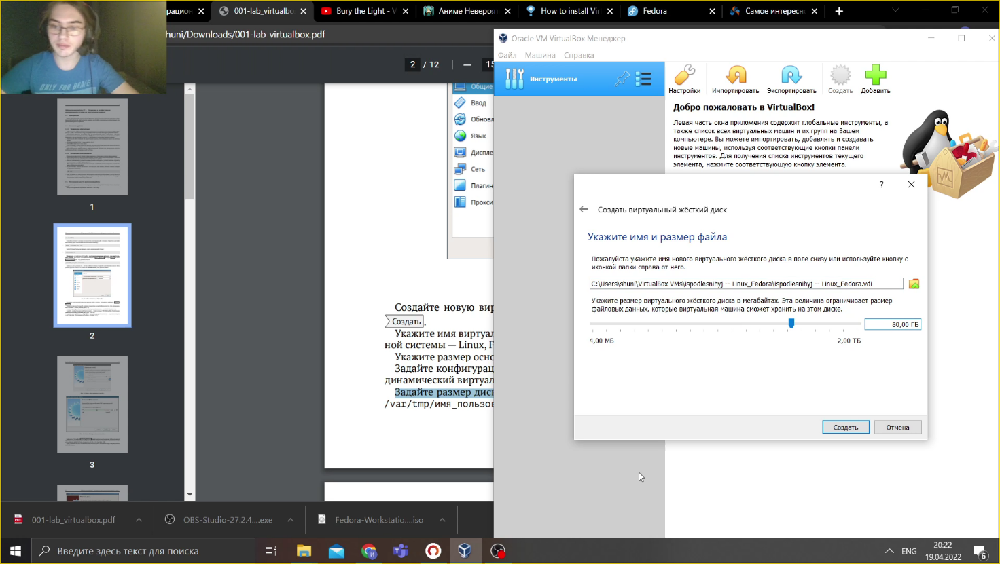 рацион
001-lab_virtualbo
Bury the Light - V
Аниме Невероят
How to install Vir
Fedora
Самое интересн
huni/Downloads/001-lab_virtualbox.pdf
ONLY FOR BRAVE
2 / 12
15
1
2
3
Общие
Ввод
Обновл
Язык
Диспле
Сеть
Плагин
Прокси
Создайте новую вир
Создать.
Укажите имя виртуал
ной системы — Linux, F
Укажите размер осно
Задайте конфигурац
динамический виртуал
Задайте размер диск
/var/tmp/имя_пользов
Oracle VM VirtualBox Менеджер
Файл Машина Справка
Инструменты
Настройки
Импортировать
Экспортировать
Создать
Добавить
Добро пожаловать в VirtualBox!
Левая часть окна приложения содержит глобальные инструменты, а
также список всех виртуальных машин и их групп на Вашем
компьютере. Вы можете импортировать, добавлять и создавать
новые машины, используя соответствующие кнопки панели
инструментов. Для получения списка инструментов текущего
элемента, нажмите соответствующую кнопку элемента.
?
Создать виртуальный жёсткий диск
Укажите имя и размер файла
Пожалуйста укажите имя нового виртуального жёсткого диска в поле снизу или используйте кнопку с
иконкой папки справа от него.
C:\Users\shuni\VirtualBox VMs\ispodlesnihyj -- Linux_Fedora\ispodlesnihyj -- Linux_Fedora.vdi
Укажите размер виртуального жёсткого диска в мегабайтах. Эта величина ограничивает размер
файловых данных, которые виртуальная машина сможет хранить на этом диске.
80,00 ГБ
4,00 МБ
2,00 ТБ
Создать
Отмена
001-lab_virtualbox.pdf
OBS-Studio-27.2.4....exe
Fedora-Workstatio....iso
Введите здесь текст для поиска
ENG
20:22
19.04.2022
6